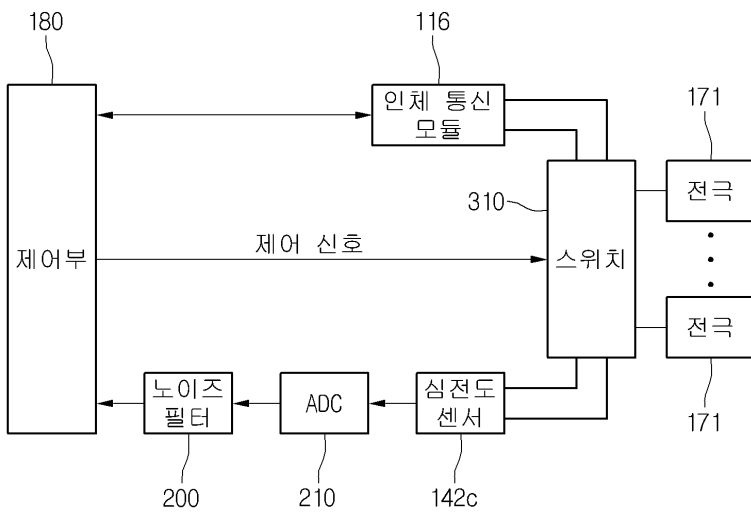 180
116
171
인체 통신
모듈
전극
310
제어 신호
제어부
스위치
전극
노이즈
필터
ADC
심전도
센서
171
200
210
142c